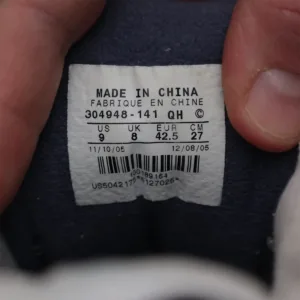 MADE IN CHINA
FABRIQUE EN CHINE
304948-141 QH ©
US UK EUR CM
9 8 42.5 27
11/10/05 12/08/05